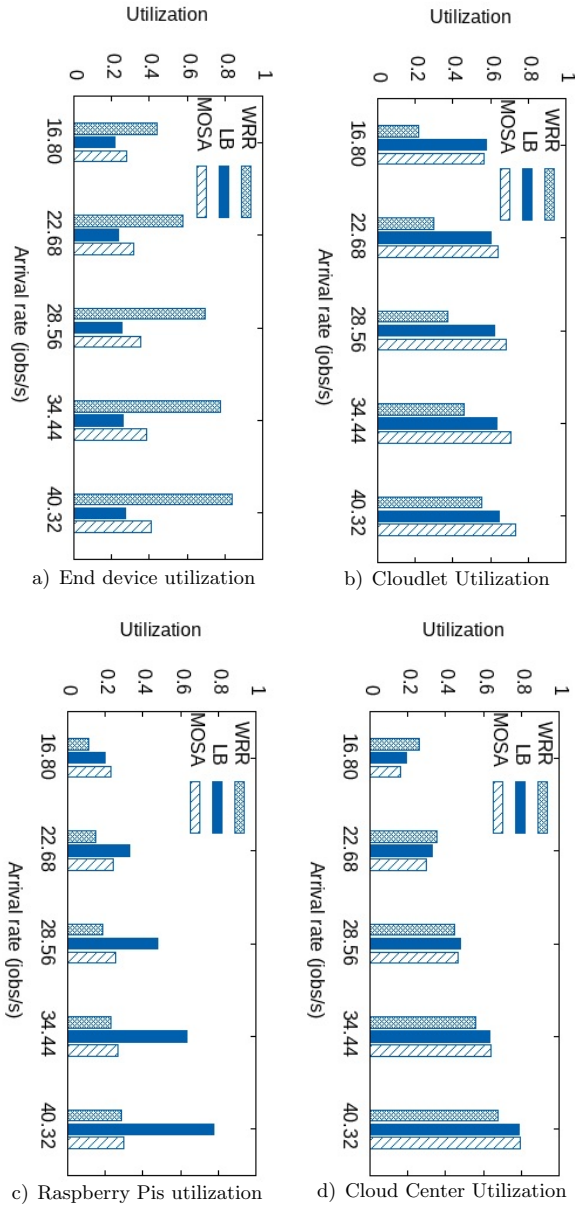 Utilization
0 0.2 0.4 0.6 0.8 1
WRR
LB
MOSA
16.80 22.68 28.56 34.44 40.32
Arrival rate (jobs/s)
a) End device utilization
Utilization
0 0.2 0.4 0.6 0.8 1
WRR
LB
MOSA
16.80 22.68 28.56 34.44 40.32
Arrival rate (jobs/s)
b) Cloudlet Utilization
Utilization
0 0.2 0.4 0.6 0.8 1
WRR
LB
MOSA
16.80 22.68 28.56 34.44 40.32
Arrival rate (jobs/s)
c) Raspberry Pis utilization
Utilization
0 0.2 0.4 0.6 0.8 1
WRR
LB
MOSA
16.80 22.68 28.56 34.44 40.32
Arrival rate (jobs/s)
d) Cloud Center Utilization